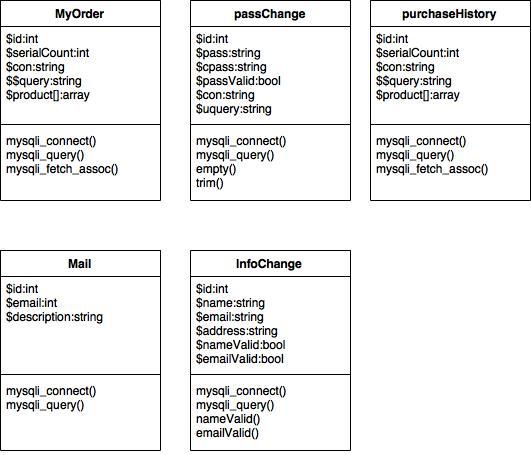 MyOrder
$id:int
$serialCount:int
$con:string
$$query:string
$product[]:array
mysqli_connect()
mysqli_query()
mysqli_fetch_assoc()
passChange
$id:int
$pass:string
$cpass:string
$passValid:bool
$con:string
$uquery:string
mysqli_connect()
mysqli_query()
empty()
trim()
purchaseHistory
$id:int
$serialCount:int
$con:string
$$query:string
$product[]:array
mysqli_connect()
mysqli_query()
mysqli_fetch_assoc()
Mail
$id:int
$email:int
$description:string
mysqli_connect()
mysqli_query()
InfoChange
$id:int
$name:string
$email:string
$address:string
$nameValid:bool
$emailValid:bool
mysqli_connect()
mysqli_query()
nameValid()
emailValid()